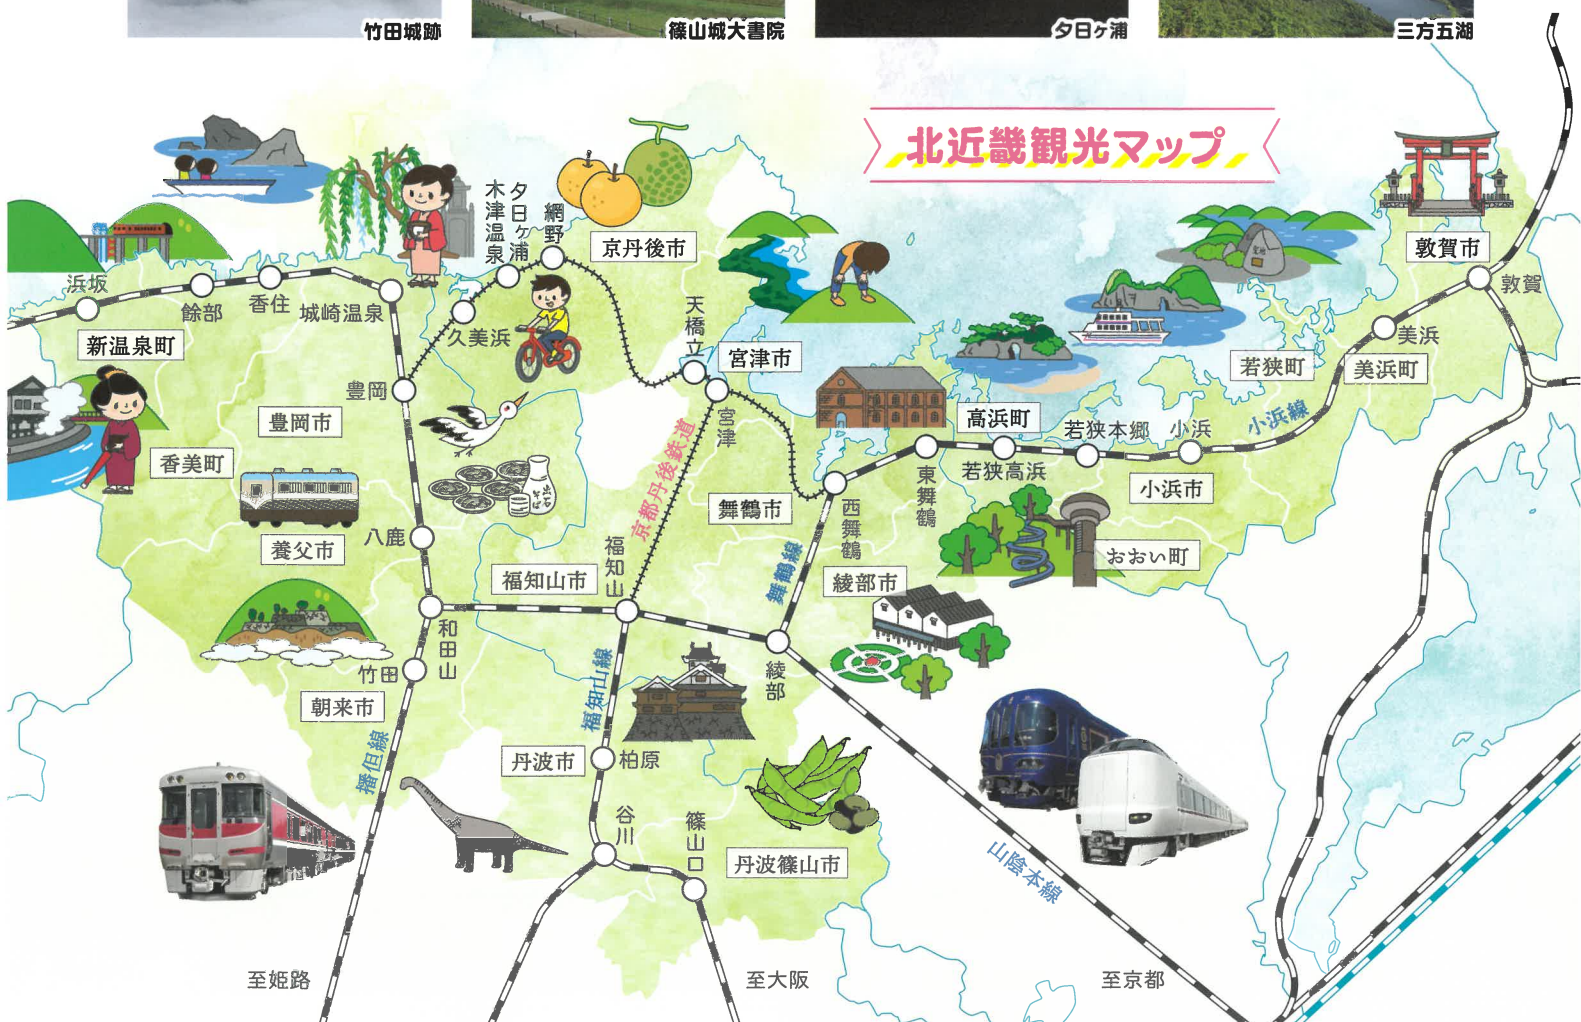 竹田城跡
篠山城大書院
夕日ヶ浦
三方五湖
北近畿観光マップ
浜坂
餘部
香住
城崎温泉
久美浜
夕日ヶ浦
木津温泉
網野
京丹後市
天橋立
宮津市
宮津
敦賀市
敦賀
美浜
美浜町
若狭町
小浜線
新温泉町
豊岡
豊岡市
香美町
出石
そば
京都丹後鉄道
舞鶴市
西舞鶴
東舞鶴
高浜町
若狭高浜
若狭本郷
小浜
小浜市
おおい町
養父市
八鹿
福知山市
福知山
舞鶴線
綾部市
綾部
和田山
竹田
朝来市
播但線
福知山線
丹波市
柏原
谷川
篠山口
丹波篠山市
山陰本線
至姫路
至大阪
至京都